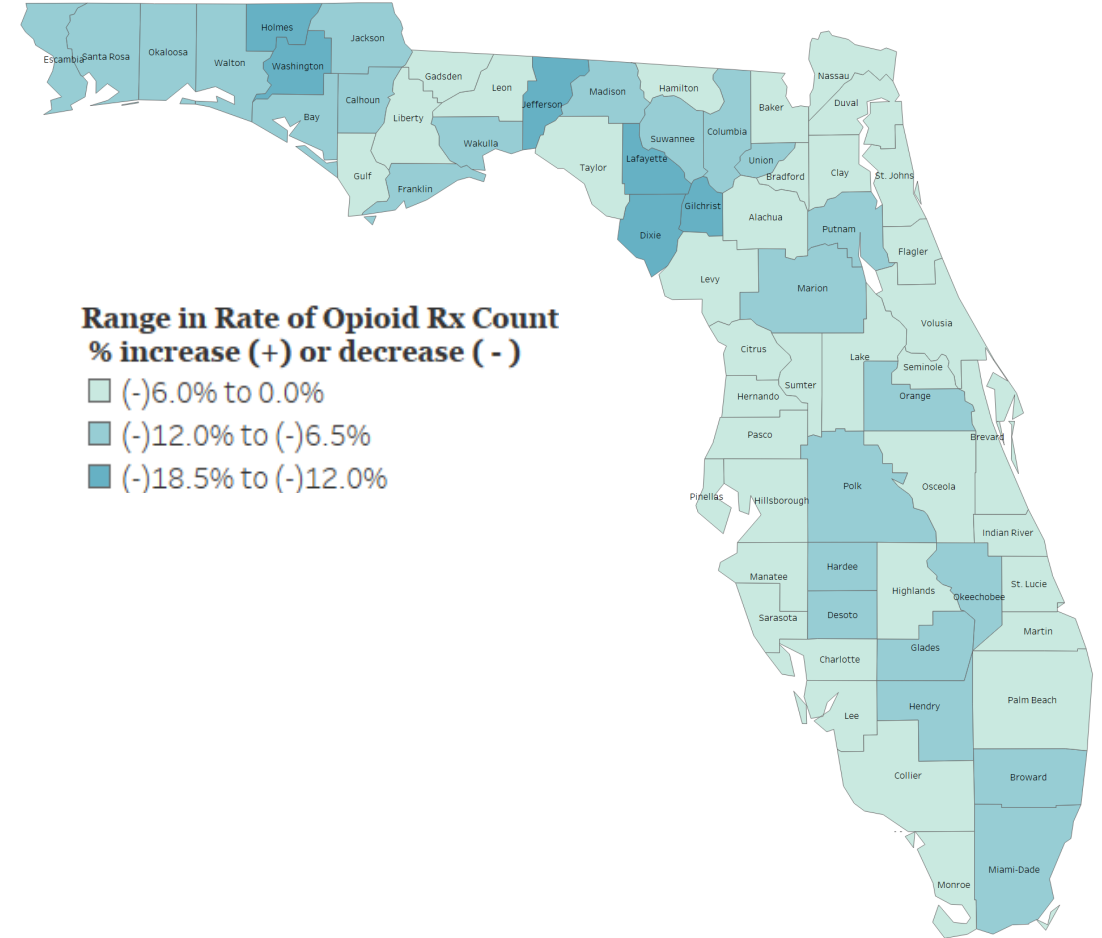 Holmes
Jackson
Escambia
Santa Rosa
Okaloosa
Walton
Washington
Calhoun
Bay
Gadsden
Leon
Liberty
Jefferson
Madison
Hamilton
Baker
Nassau
Duval
Wakulla
Gulf
Franklin
Taylor
Lafayette
Suwannee
Columbia
Union
Bradford
Clay
St. Johns
Gilchrist
Dixie
Alachua
Putnam
Flagler
Levy
Marion
Volusia
Range in Rate of Opioid Rx Count
% increase (+) or decrease ( - )
(-)6.0% to 0.0%
(-)12.0% to (-)6.5%
(-)18.5% to (-)12.0%
Citrus
Lake
Seminole
Sumter
Hernando
Orange
Pasco
Brevard
Pinellas
Hillsborough
Polk
Osceola
Indian River
Manatee
Hardee
Highlands
Okeechobee
St. Lucie
Sarasota
Desoto
Martin
Charlotte
Glades
Lee
Hendry
Palm Beach
Collier
Broward
Monroe
Miami-Dade